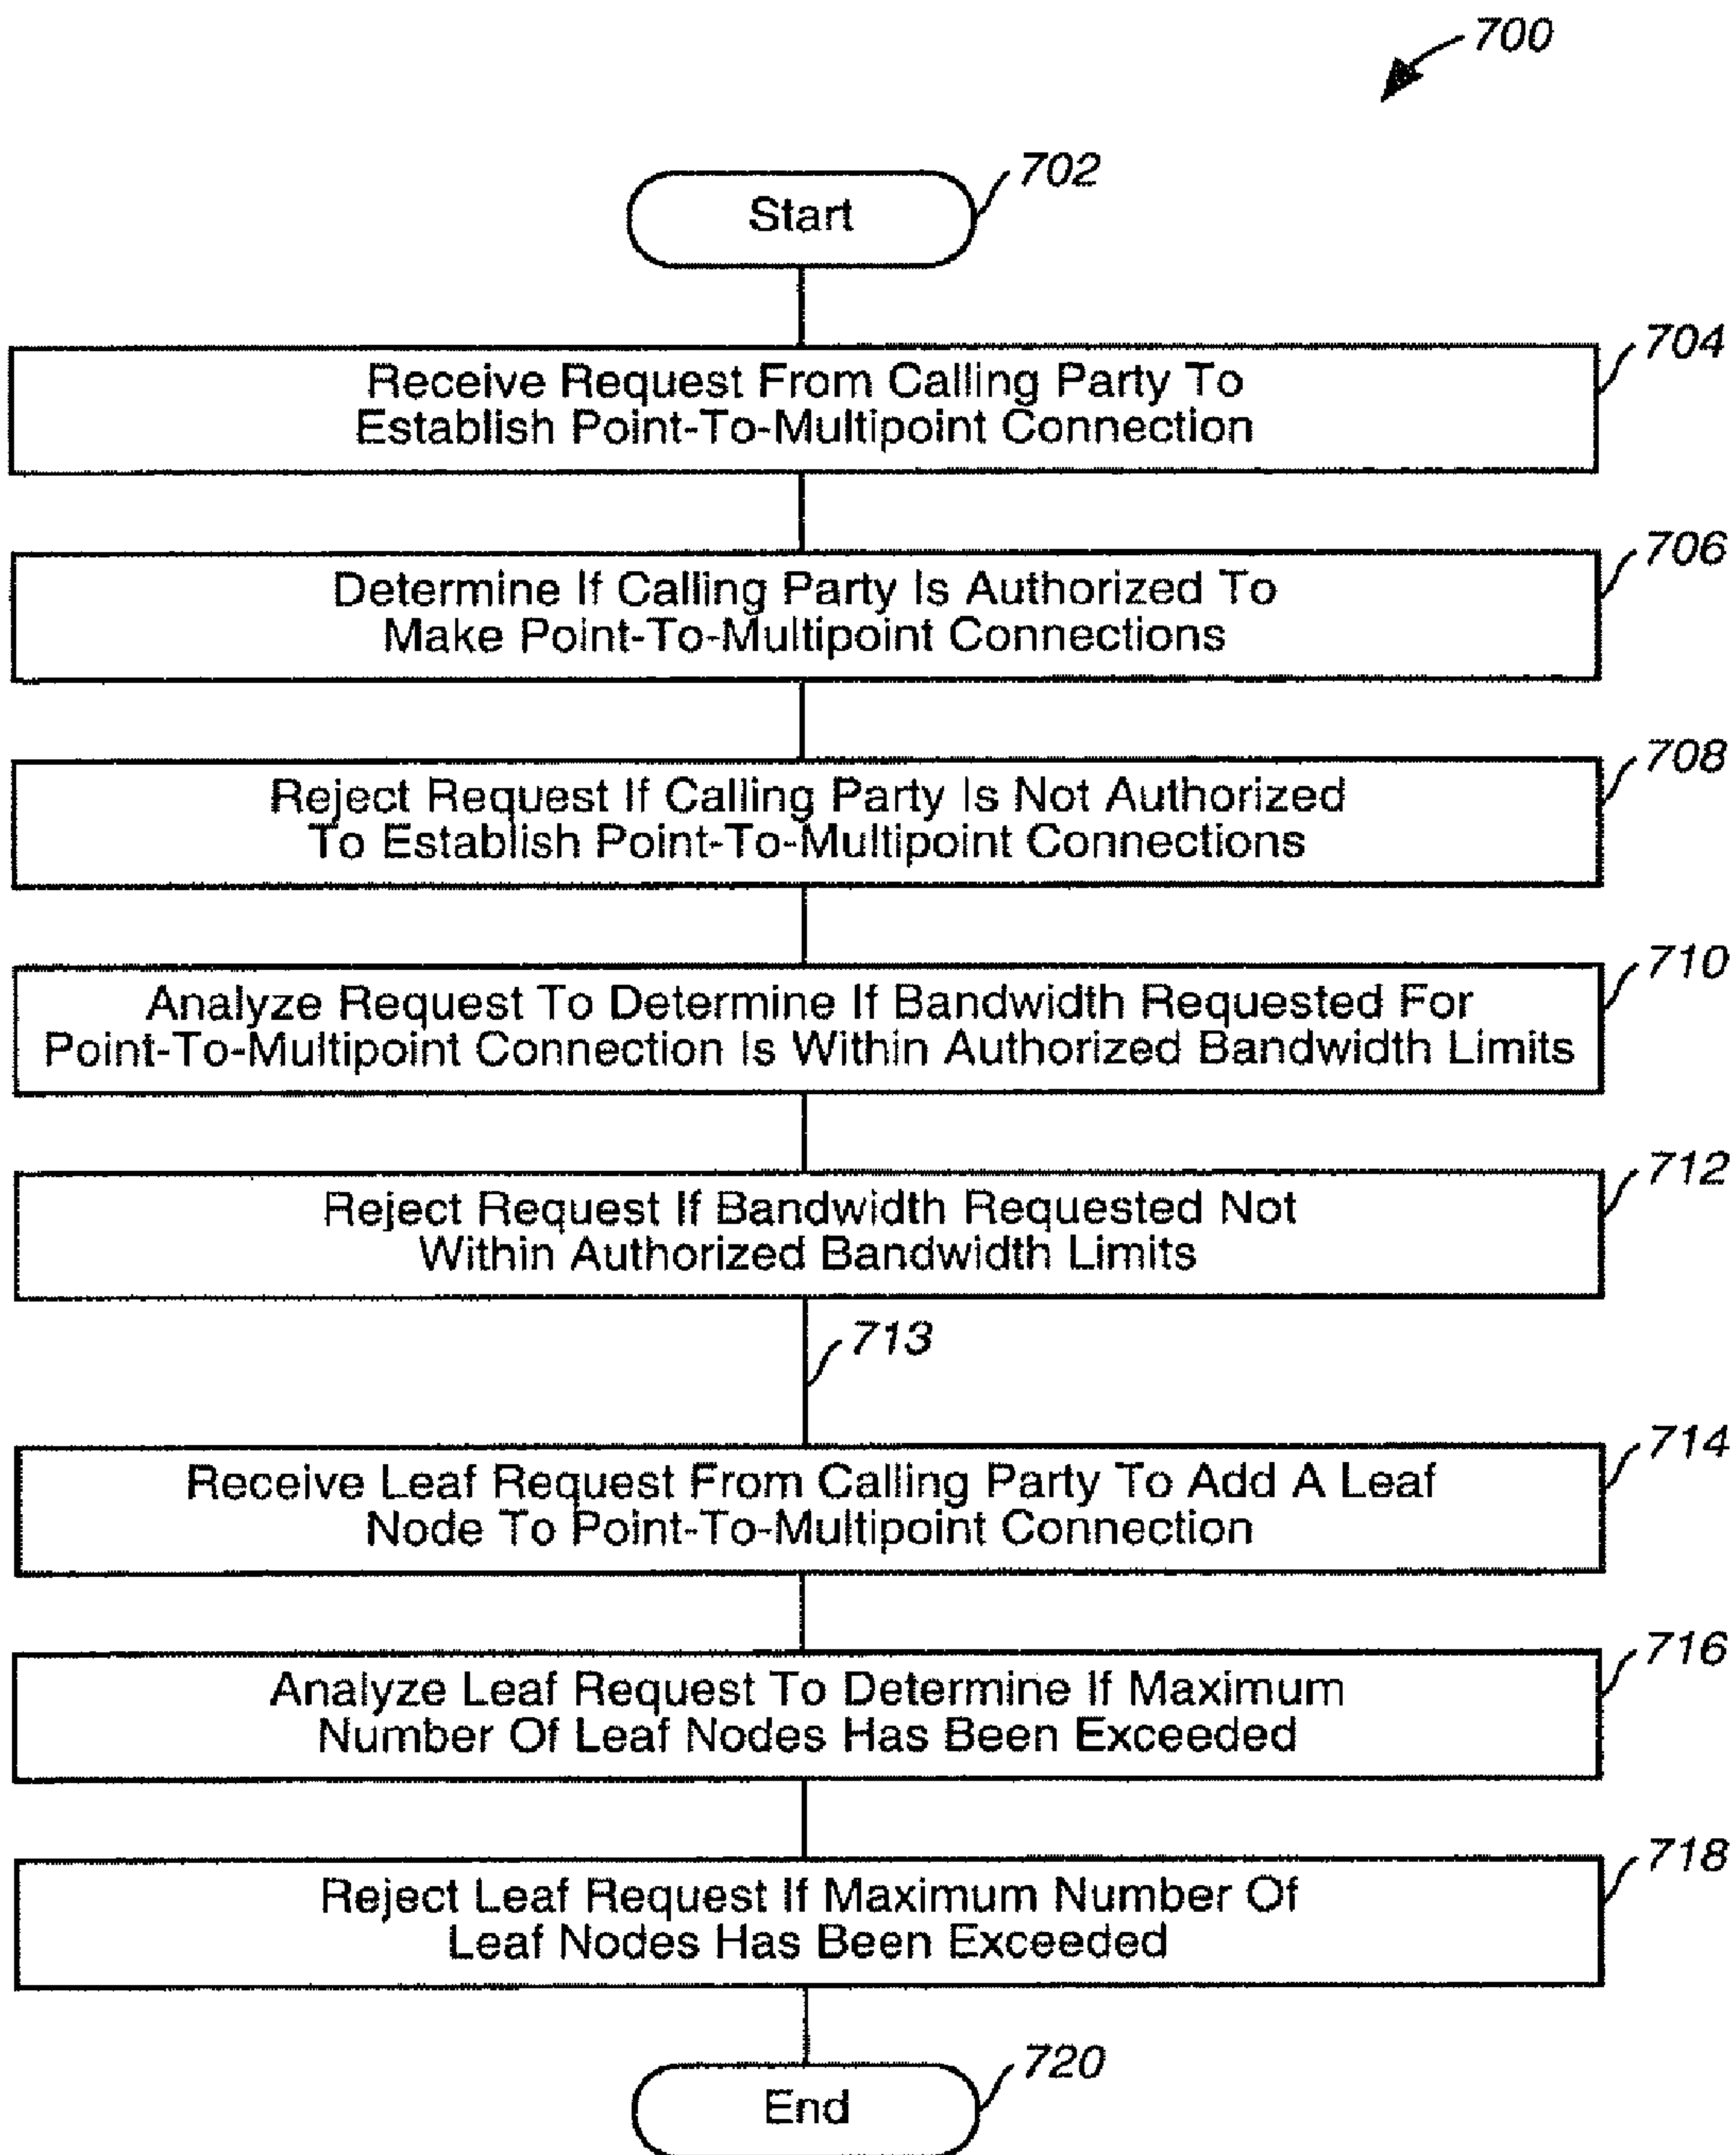 700
Start
702
Receive Request From Calling Party To
Establish Point-To-Multipoint Connection
704
Determine If Calling Party Is Authorized To
Make Point-To-Multipoint Connections
706
Reject Request If Calling Party Is Not Authorized
To Establish Point-To-Multipoint Connections
708
Analyze Request To Determine If Bandwidth Requested For
Point-To-Multipoint Connection Is Within Authorized Bandwidth Limits
710
Reject Request If Bandwidth Requested Not
Within Authorized Bandwidth Limits
712
713
Receive Leaf Request From Calling Party To Add A Leaf
Node To Point-To-Multipoint Connection
714
Analyze Leaf Request To Determine If Maximum
Number Of Leaf Nodes Has Been Exceeded
716
Reject Leaf Request If Maximum Number Of
Leaf Nodes Has Been Exceeded
718
End
720